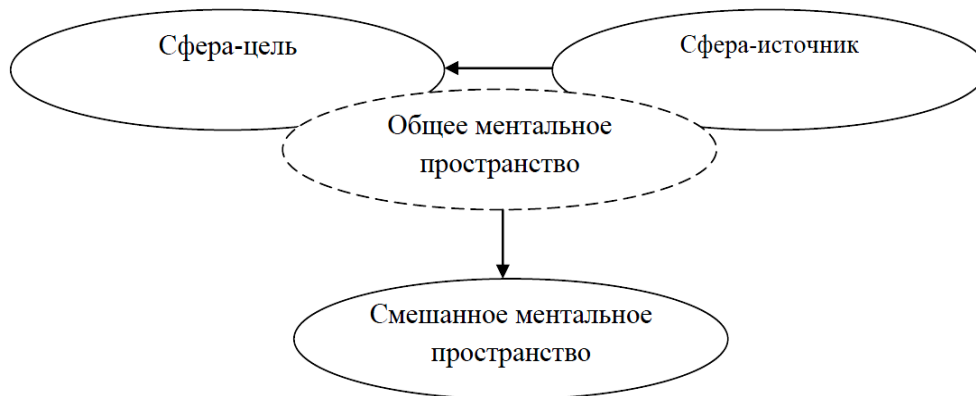 Сфера-цель
Сфера-источник
Общее ментальное
пространство
Смешанное ментальное
пространство